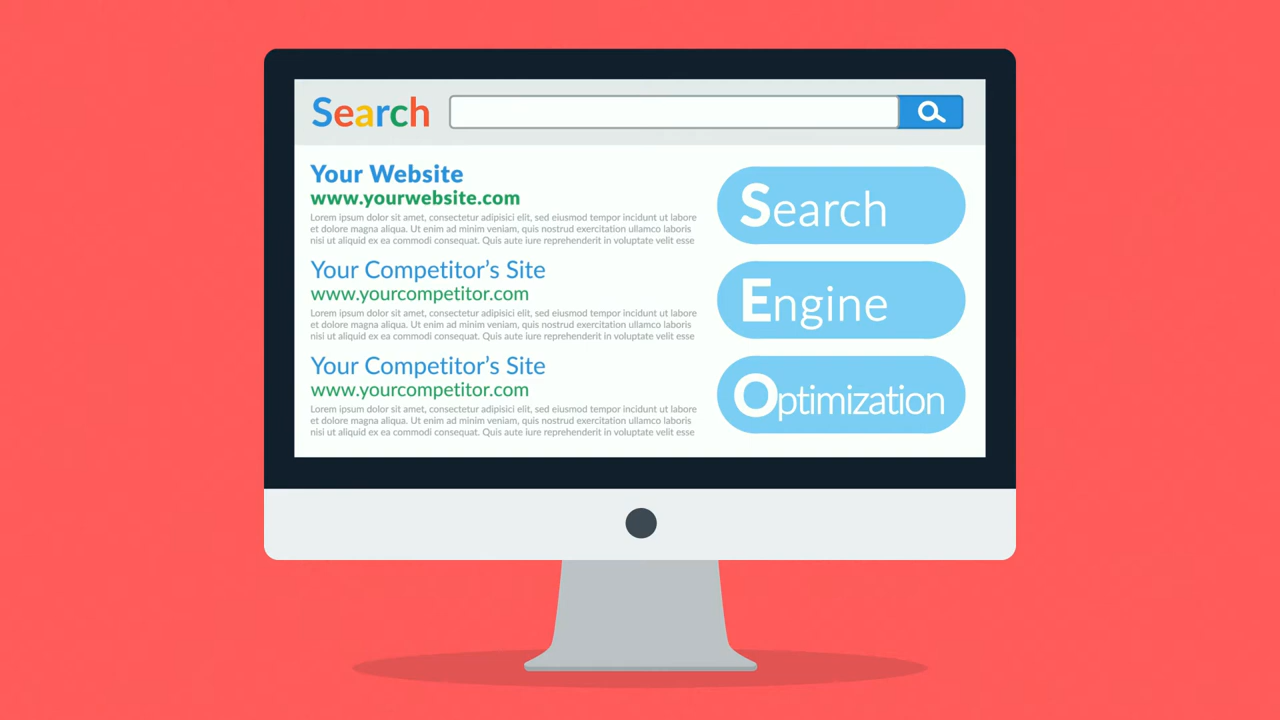 Search
Your Website
www.yourwebsite.com
Lorem ipsum dolor sit amet, consectetur adipisici elit, sed eiusmod tempor incidunt ut labore
et dolore magna aliqua. Ut enim ad minim veniam, quis nostrud exercitation ullamco laboris
nisi ut aliquid ex ea commodi consequat. Quis aute iure reprehenderit in voluptate velit esse
Your Competitor's Site
www.yourcompetitor.com
Lorem ipsum dolor sit amet, consectetur adipisici elit, sed eiusmod tempor incidunt ut labore
et dolore magna aliqua. Ut enim ad minim veniam, quis nostrud exercitation ullamco laboris
nisi ut aliquid ex ea commodi consequat. Quis aute iure reprehenderit in voluptate velit esse
Your Competitor's Site
www.yourcompetitor.com
Lorem ipsum dolor sit amet, consectetur adipisici elit, sed eiusmod tempor incidunt ut labore
et dolore magna aliqua. Ut enim ad minim veniam, quis nostrud exercitation ullamco laboris
nisi ut aliquid ex ea commodi consequat. Quis aute iure reprehenderit in voluptate velit esse
Search
Engine
Optimization